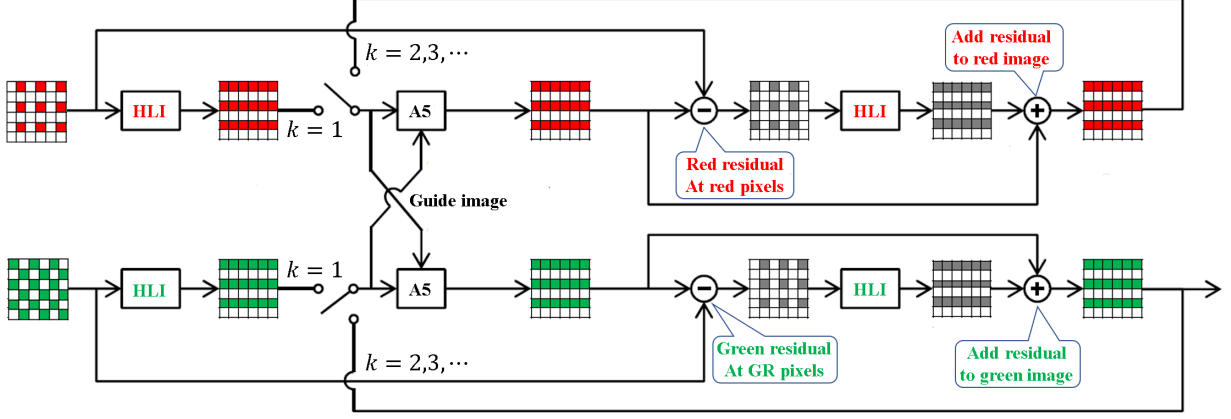 k = 2,3, ⋯
Add residual
to red image
HLI
k = 1
A5
−
HLI
+
Red residual
At red pixels
Guide image
HLI
k = 1
A5
−
HLI
+
k = 2,3, ⋯
Green residual
At GR pixels
Add residual
to green image